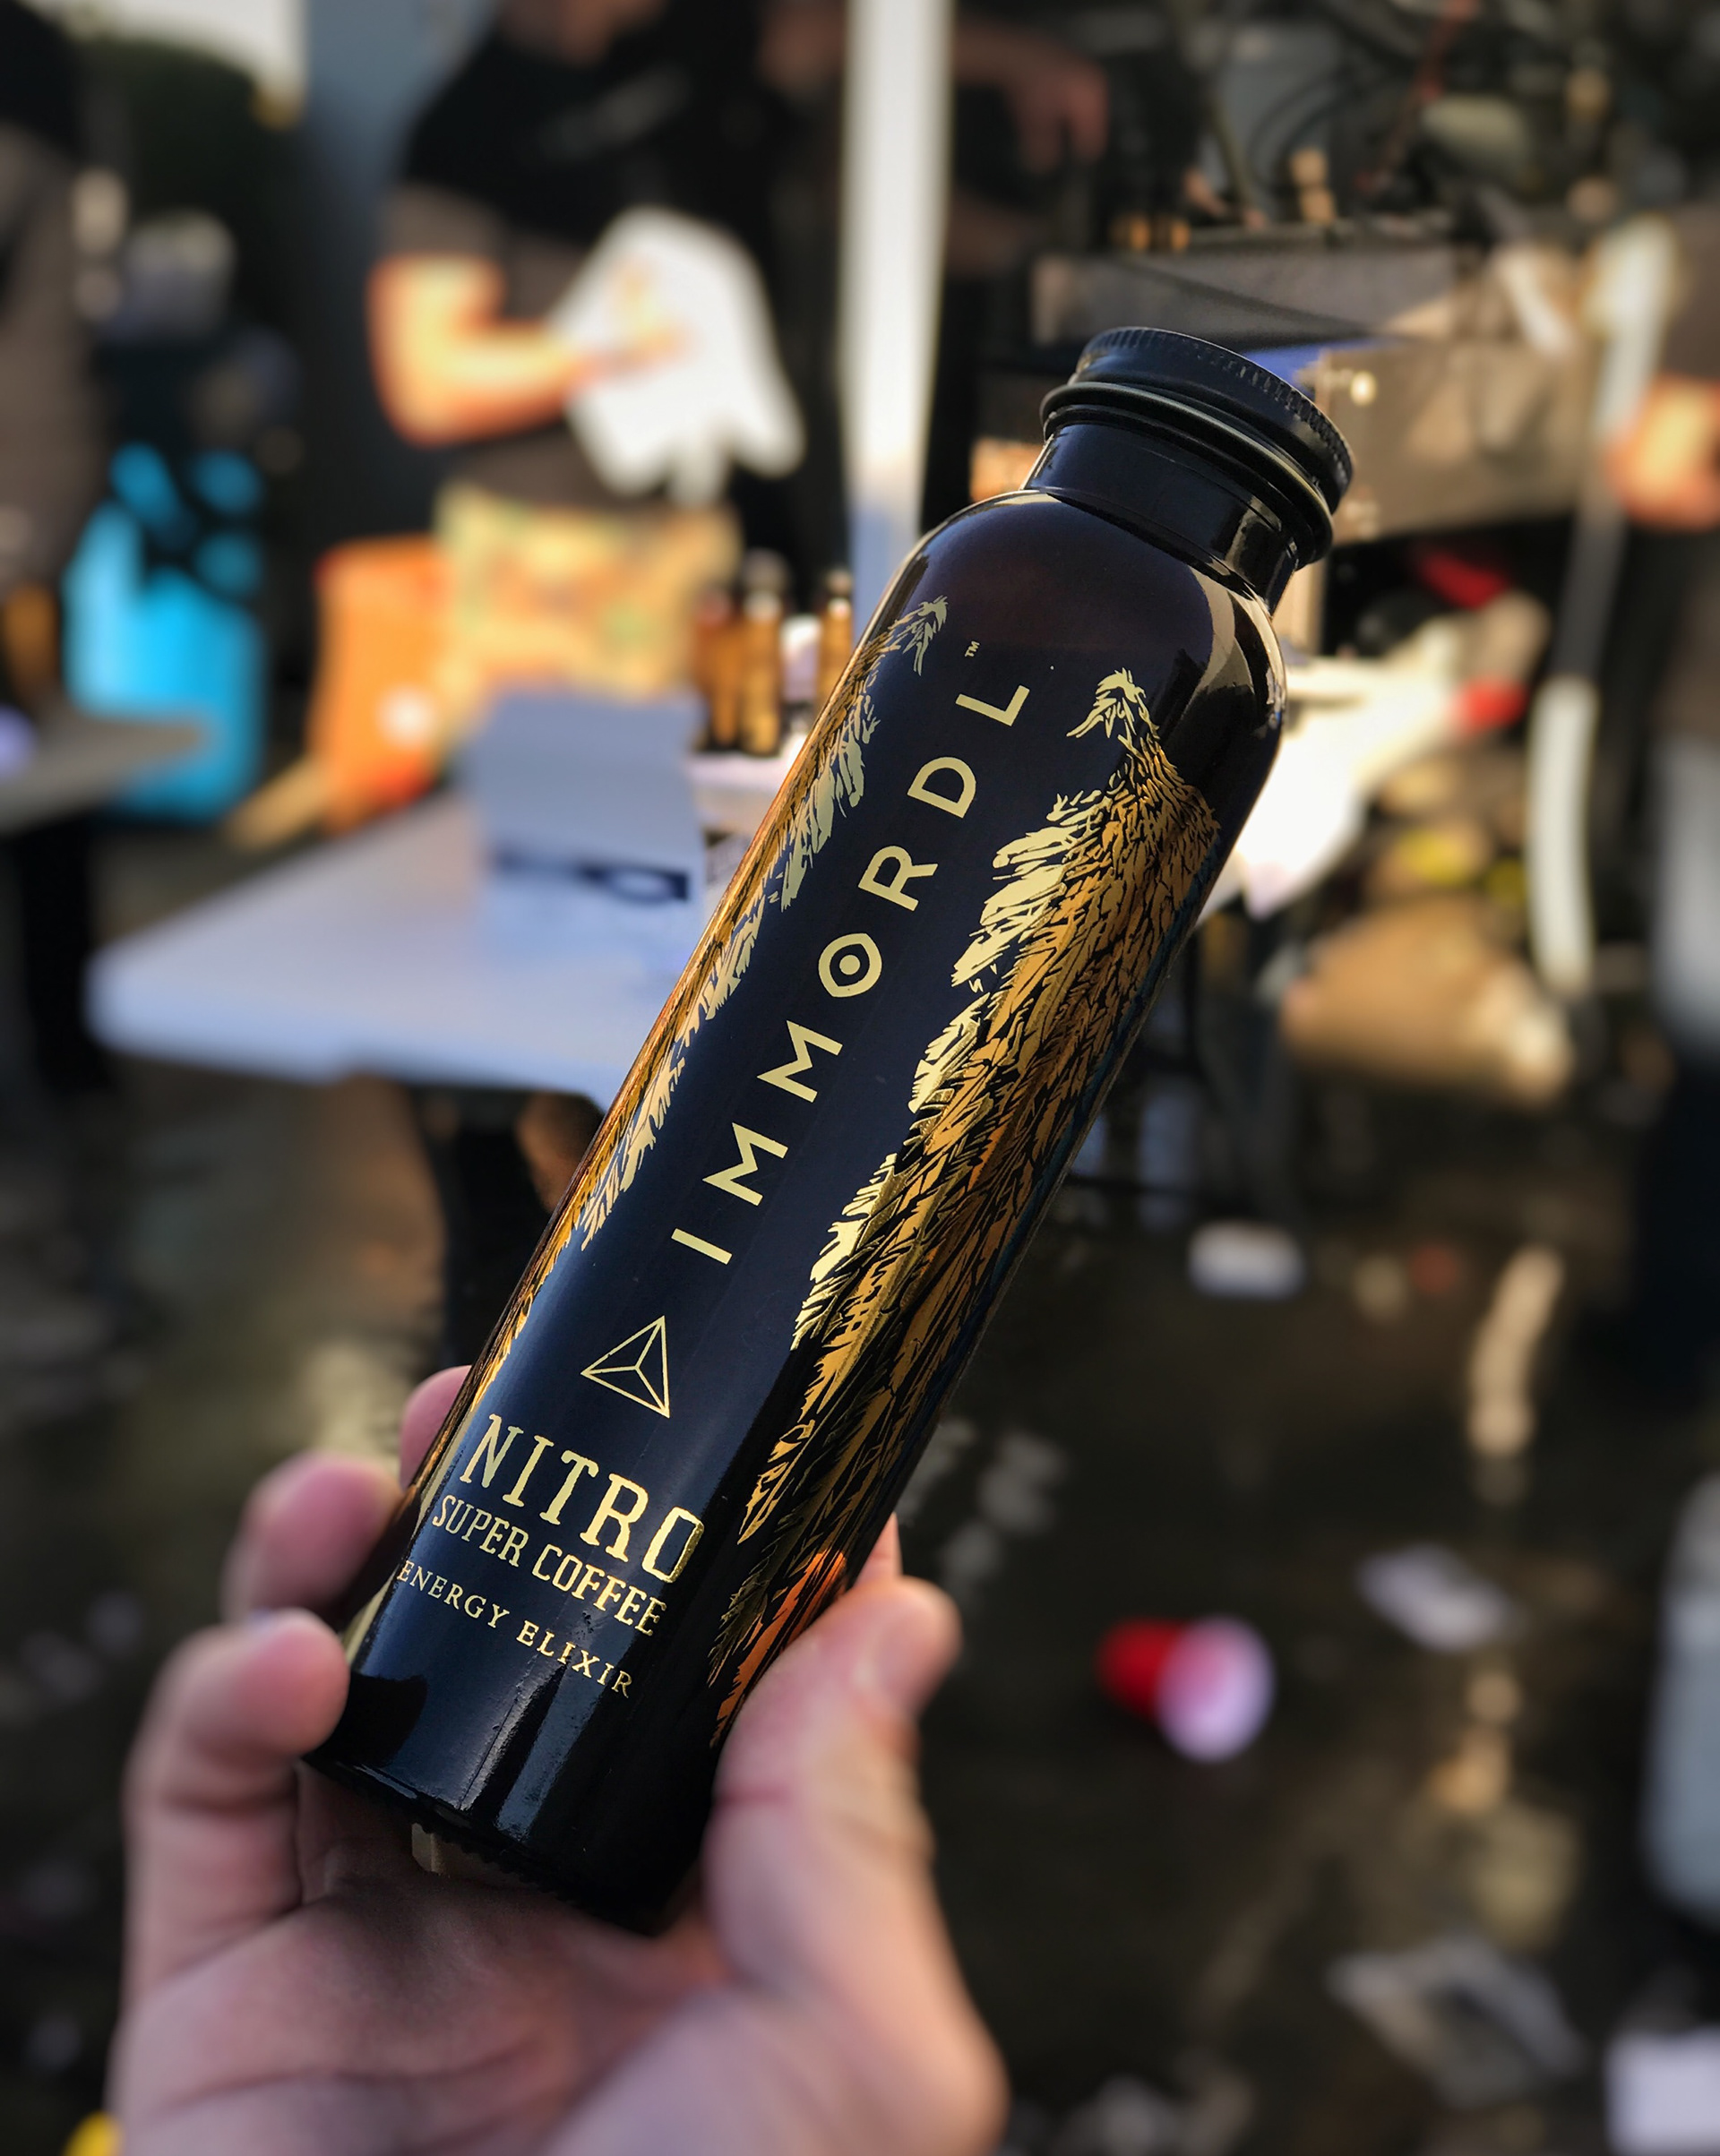 IMMORDL™
NITRO
SUPER COFFEE
ENERGY ELIXIR